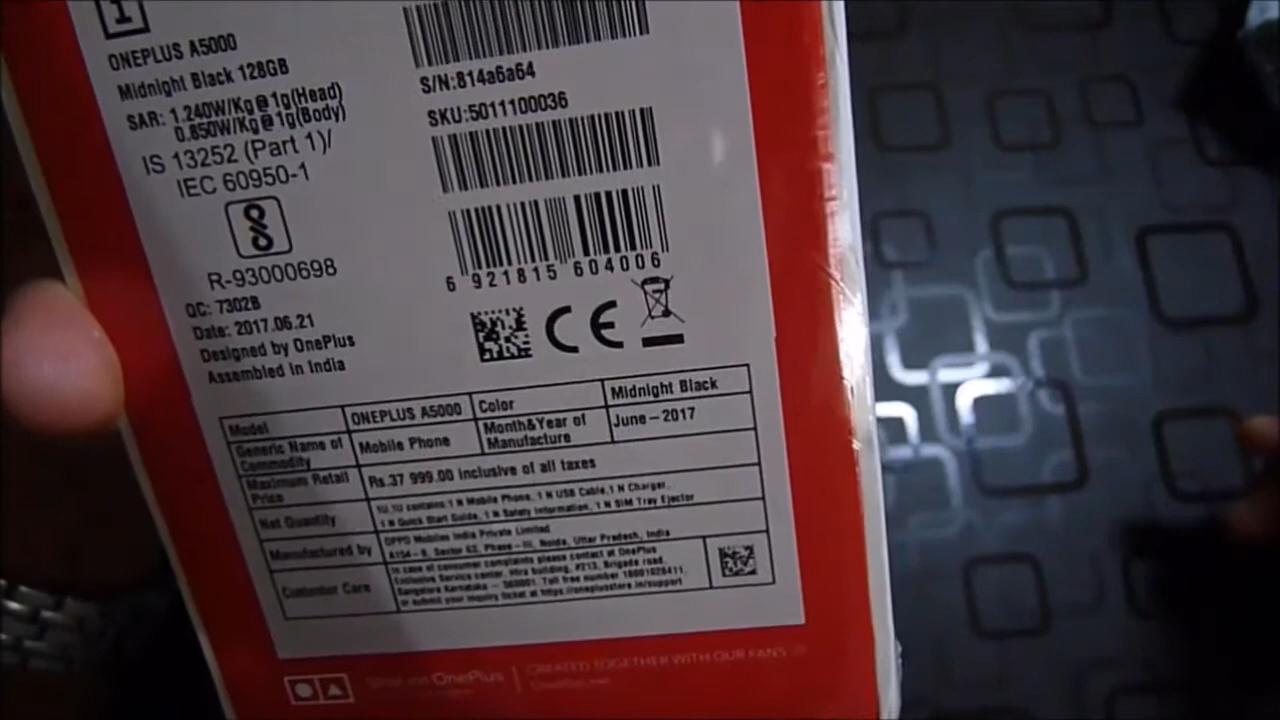 ONEPLUS A5000
Midnight Black 128GB
SAR: 1.240W/Kg@1g(Head)
0.850W/Kg@1g(Body)
IS 13252 (Part 1)/
IEC 60950-1
R-93000698
QC: 7302B
Date: 2017.06.21
Designed by OnePlus
Assembled in India
S/N:814a6a64
SKU:5011100036
6 921815 604006
CE
Model ONEPLUS A5000 Color Midnight Black
Generic Name of Commodity Mobile Phone Month&Year of Manufacture June-2017
Maximum Retail Price Rs.37 999.00 inclusive of all taxes
Net Quantity 1U,1U contains:1 N Mobile Phone, 1 N USB Cable,1 N Charger,
1 N Quick Start Guide, 1 N Safety Information, 1 N SIM Tray Ejector
Manufactured by OPPO Mobiles India Private Limited
Sector 62, Phase-III, Noida, Uttar Pradesh, India
Customer Care In case of consumer complaints please contact at OnePlus
Exclusive Service center, building, #213, Brigade road,
Bangalore Karnataka - 560001. Toll free number
or submit your inquiry ticket at https://oneplusstore.in/support
OnePlus
CREATED TOGETHER WITH OUR FANS